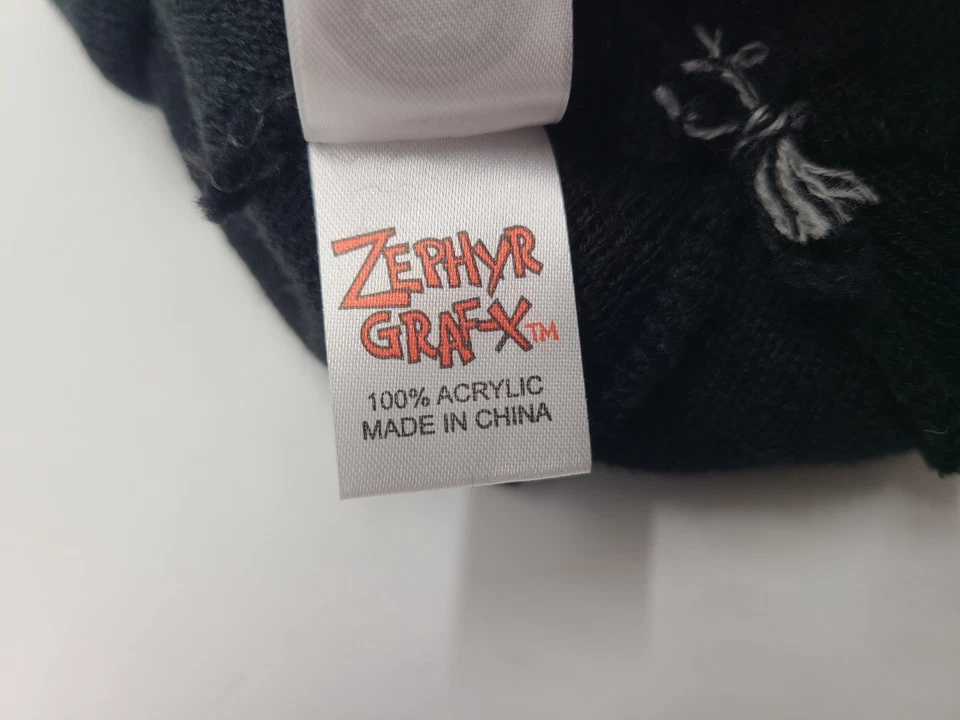 ZEPHYR
GRAF-X™
100% ACRYLIC
MADE IN CHINA